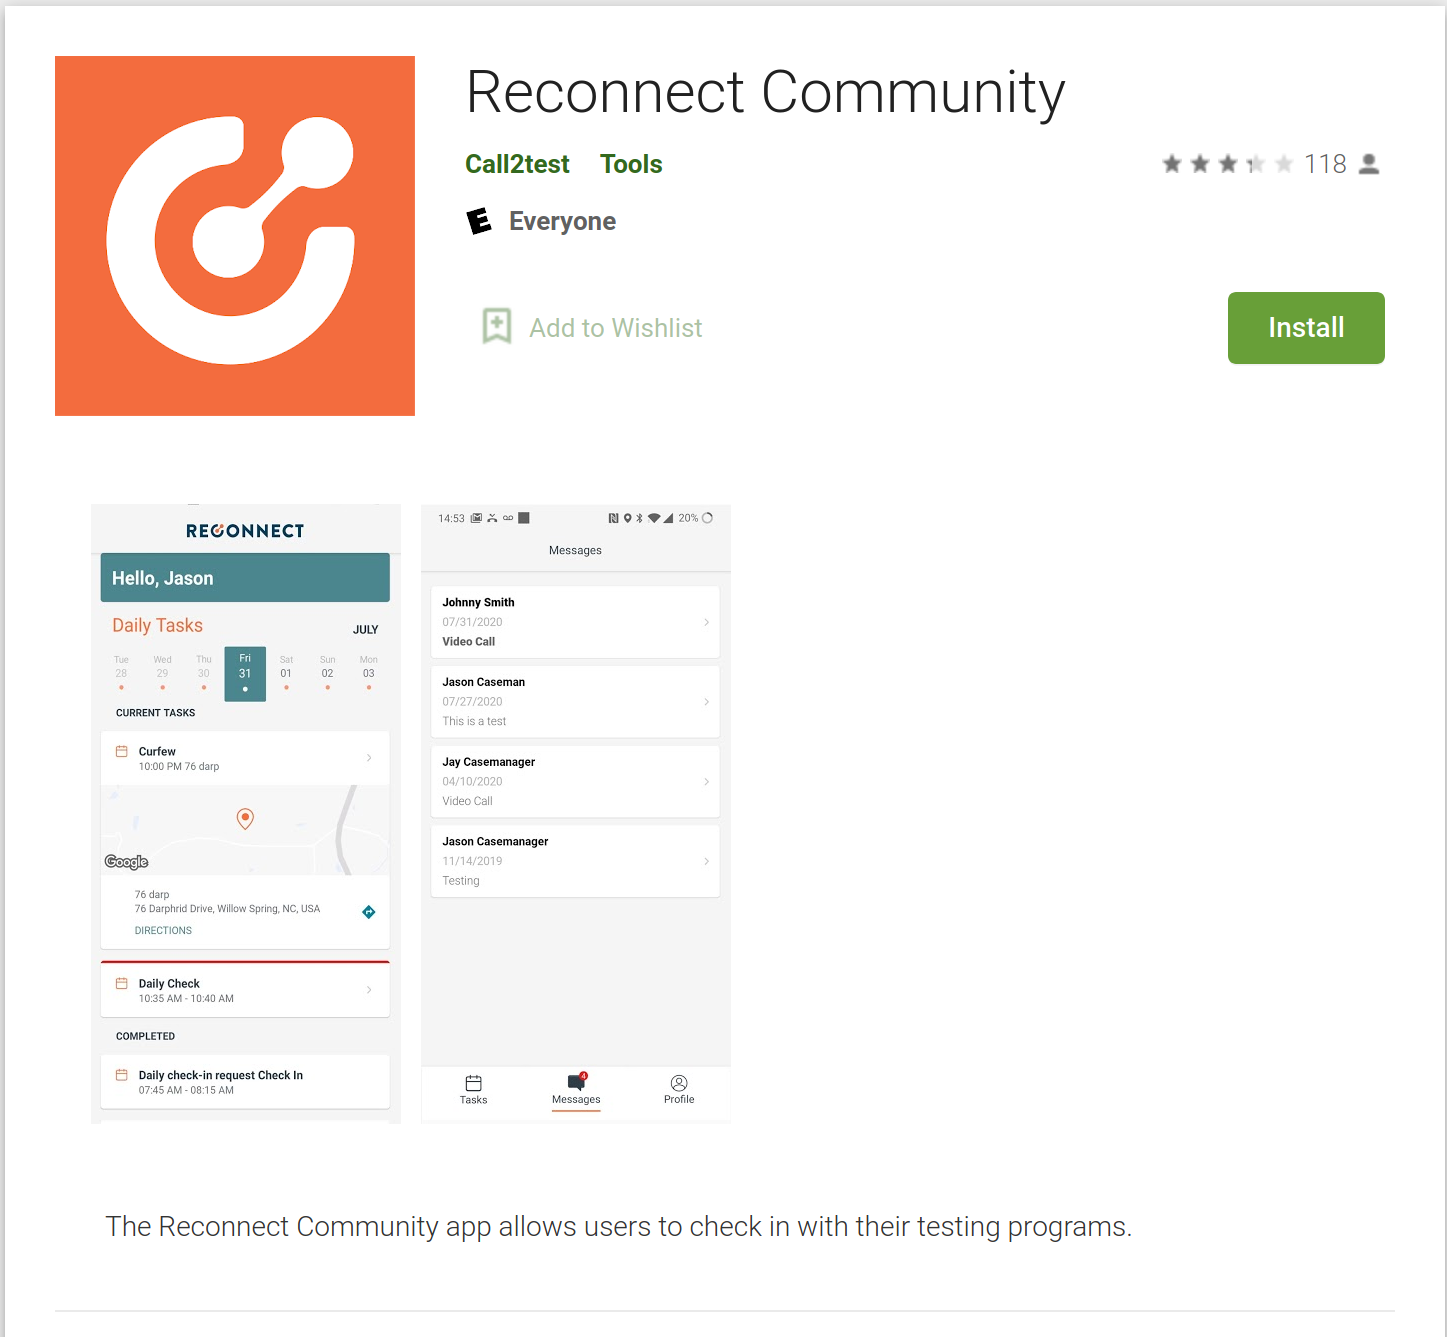 Reconnect Community
Call2test Tools
118
Everyone
Add to Wishlist
Install
RECONNECT
Hello, Jason
Daily Tasks
JULY
Tue Wed Thu Fri Sat Sun Mon
28 29 30 31 01 02 03
CURRENT TASKS
Curfew
10:00 PM 76 darp
Google
76 darp
76 Darphrid Drive, Willow Spring, NC, USA
DIRECTIONS
Daily Check
10:35 AM - 10:40 AM
COMPLETED
Daily check-in request Check In
07:45 AM - 08:15 AM
14:53 20%
Messages
Johnny Smith
07/31/2020
Video Call
Jason Caseman
07/27/2020
This is a test
Jay Casemanager
04/10/2020
Video Call
Jason Casemanager
11/14/2019
Testing
4
Tasks Messages Profile
The Reconnect Community app allows users to check in with their testing programs.